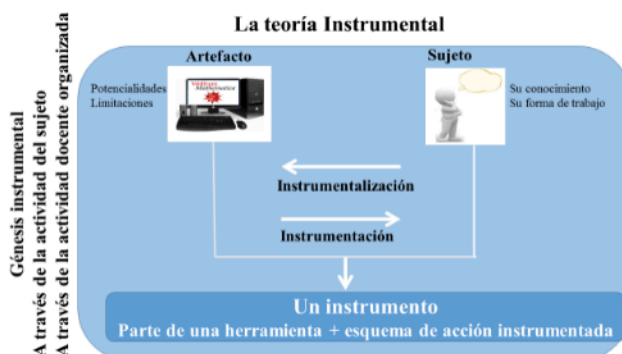 La teoría Instrumental
Artefacto
Sujeto
Potencialidades
Limitaciones
Mathematica
Su conocimiento
Su forma de trabajo
Instrumentalización
Instrumentación
Un instrumento
Parte de una herramienta + esquema de acción instrumentada
Génesis instrumental
A través de la actividad del sujeto
A través de la actividad docente organizada